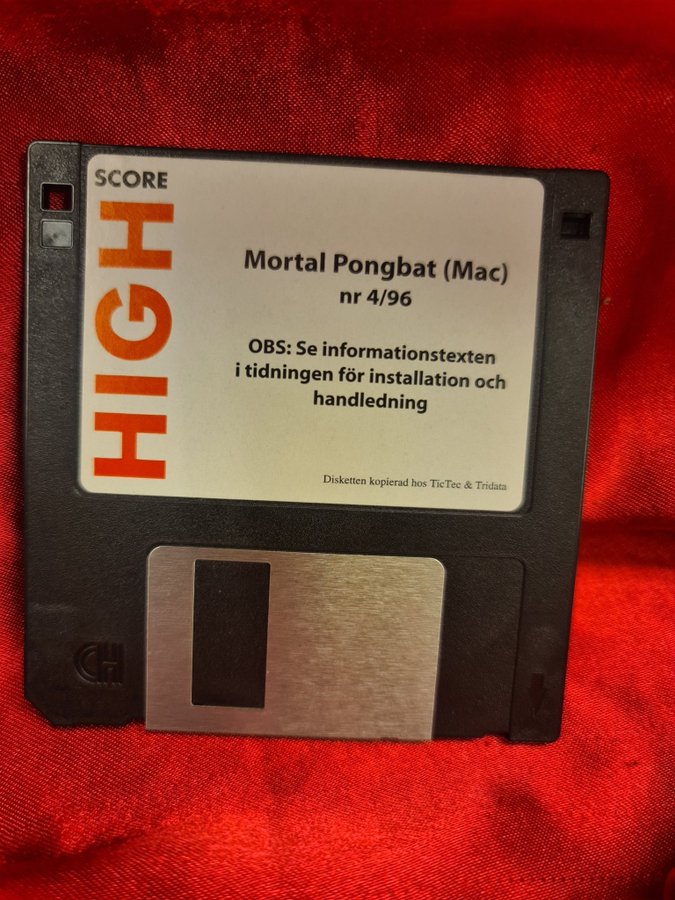 HIGH
SCORE
Mortal Pongbat (Mac)
nr 4/96
OBS: Se informationstexten
i tidningen för installation och
handledning
Disketten kopierad hos TicTec & Tridata